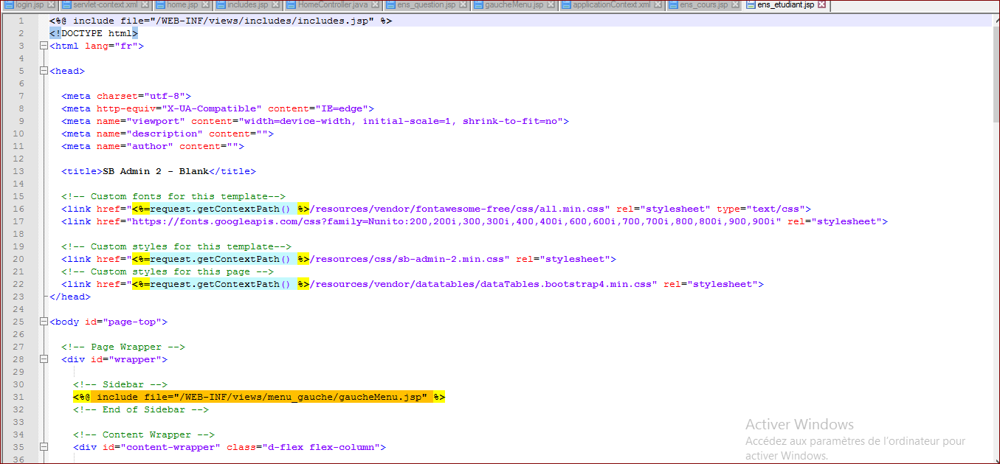 login.jsp servlet-context.xml home.jsp includes.jsp HomeController.java ens_question.jsp gaucheMenu.jsp applicationContext.xml ens_cours.jsp ens_etudiant.jsp
1 <%@ include file="/WEB-INF/views/includes/includes.jsp" %>
2 <!DOCTYPE html>
3 <html lang="fr">
4
5 <head>
6
7 <meta charset="utf-8">
8 <meta http-equiv="X-UA-Compatible" content="IE=edge">
9 <meta name="viewport" content="width=device-width, initial-scale=1, shrink-to-fit=no">
10 <meta name="description" content="">
11 <meta name="author" content="">
12
13 <title>SB Admin 2 - Blank</title>
14
15 <!-- Custom fonts for this template-->
16 <link href="<%=request.getContextPath() %>/resources/vendor/fontawesome-free/css/all.min.css" rel="stylesheet" type="text/css">
17 <link href="https://fonts.googleapis.com/css?family=Nunito:200,200i,300,300i,400,400i,600,600i,700,700i,800,800i,900,900i" rel="stylesheet">
18
19 <!-- Custom styles for this template-->
20 <link href="<%=request.getContextPath() %>/resources/css/sb-admin-2.min.css" rel="stylesheet">
21 <!-- Custom styles for this page -->
22 <link href="<%=request.getContextPath() %>/resources/vendor/datatables/dataTables.bootstrap4.min.css" rel="stylesheet">
23 </head>
24
25 <body id="page-top">
26
27 <!-- Page Wrapper -->
28 <div id="wrapper">
29
30 <!-- Sidebar -->
31 <%@ include file="/WEB-INF/views/menu_gauche/gaucheMenu.jsp" %>
32 <!-- End of Sidebar -->
33
34 <!-- Content Wrapper -->
35 <div id="content-wrapper" class="d-flex flex-column">
36
Activer Windows
Accédez aux paramètres de l'ordinateur pour
activer Windows.